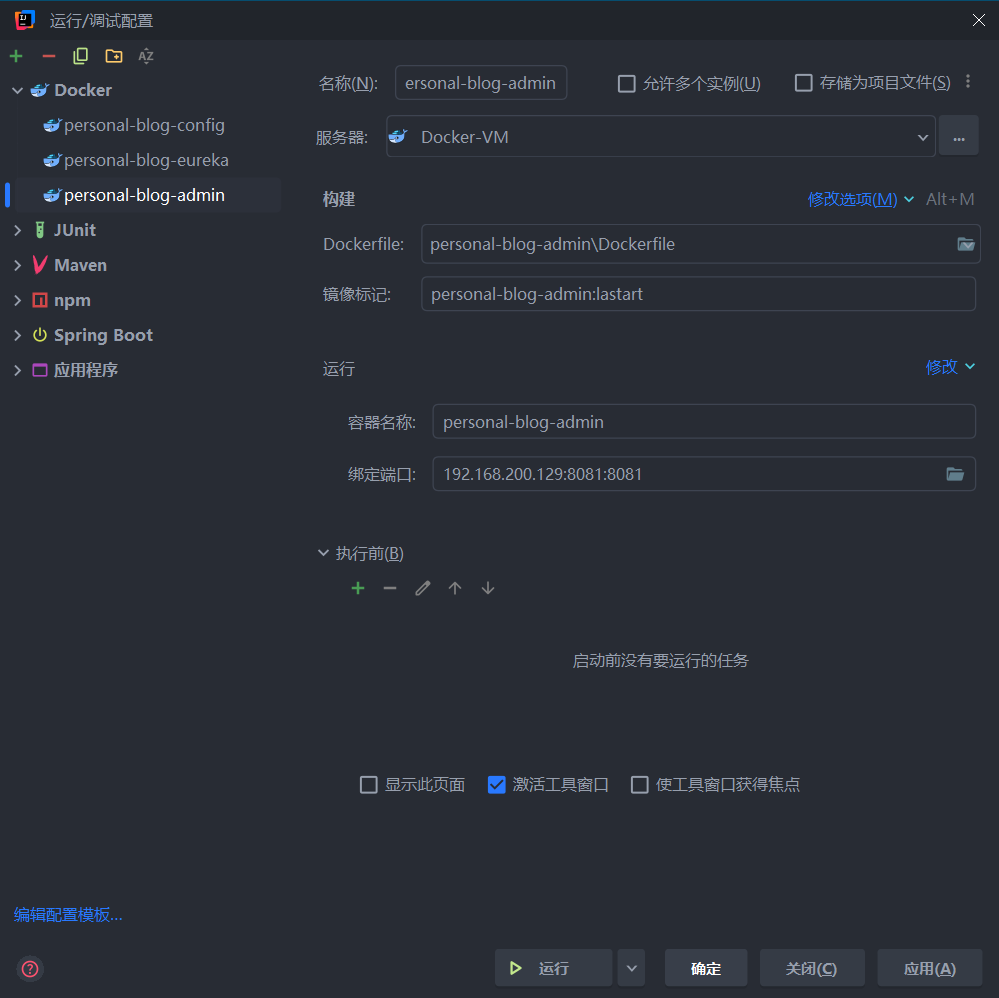 运行/调试配置
Docker
personal-blog-config
personal-blog-eureka
personal-blog-admin
JUnit
Maven
npm
Spring Boot
应用程序
编辑配置模板...
名称(N): ersonal-blog-admin 允许多个实例(U) 存储为项目文件(S)
服务器: Docker-VM ...
构建 修改选项(M) Alt+M
Dockerfile: personal-blog-admin\Dockerfile
镜像标记: personal-blog-admin:lastart
运行 修改
容器名称: personal-blog-admin
绑定端口: 192.168.200.129:8081:8081
执行前(B)
启动前没有要运行的任务
显示此页面 激活工具窗口 使工具窗口获得焦点
运行 确定 关闭(C) 应用(A)